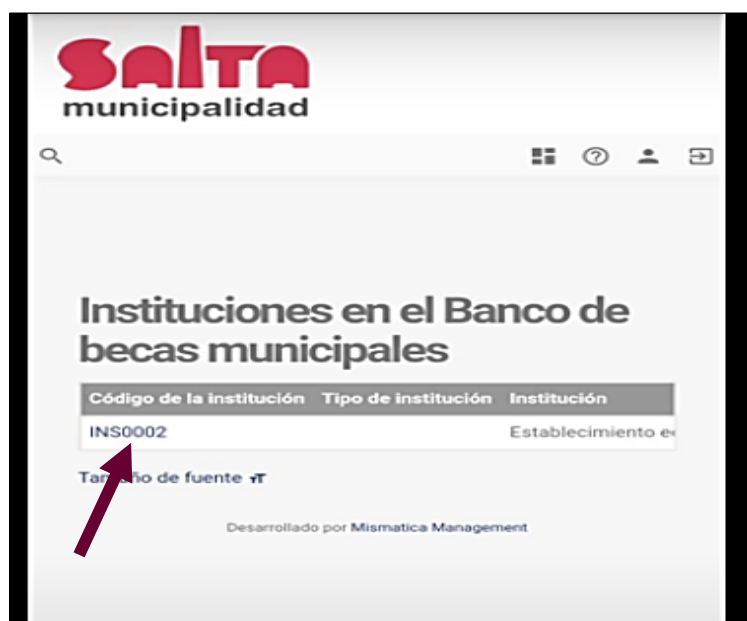 SALTA
municipalidad
Instituciones en el Banco de
becas municipales
Código de la institución Tipo de institución Institución
INS0002 Establecimiento
Tamaño de fuente
Desarrollado por Mismatica Management